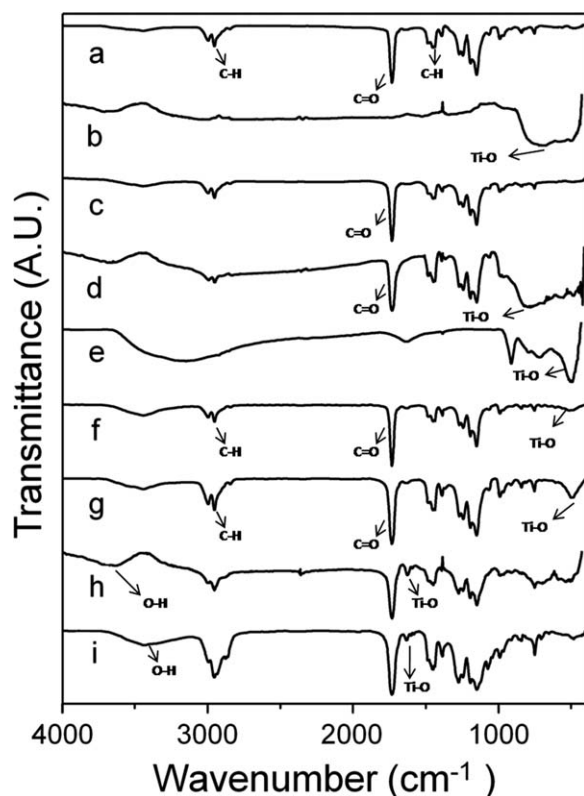 Transmittance (A.U.)
a
C-H
C=O
C-H
b
Ti-O
c
C=O
d
C=O
Ti-O
e
Ti-O
f
C-H
C=O
Ti-O
g
C-H
C=O
Ti-O
h
O-H
Ti-O
i
O-H
Ti-O
4000 3000 2000 1000
Wavenumber (cm⁻¹)